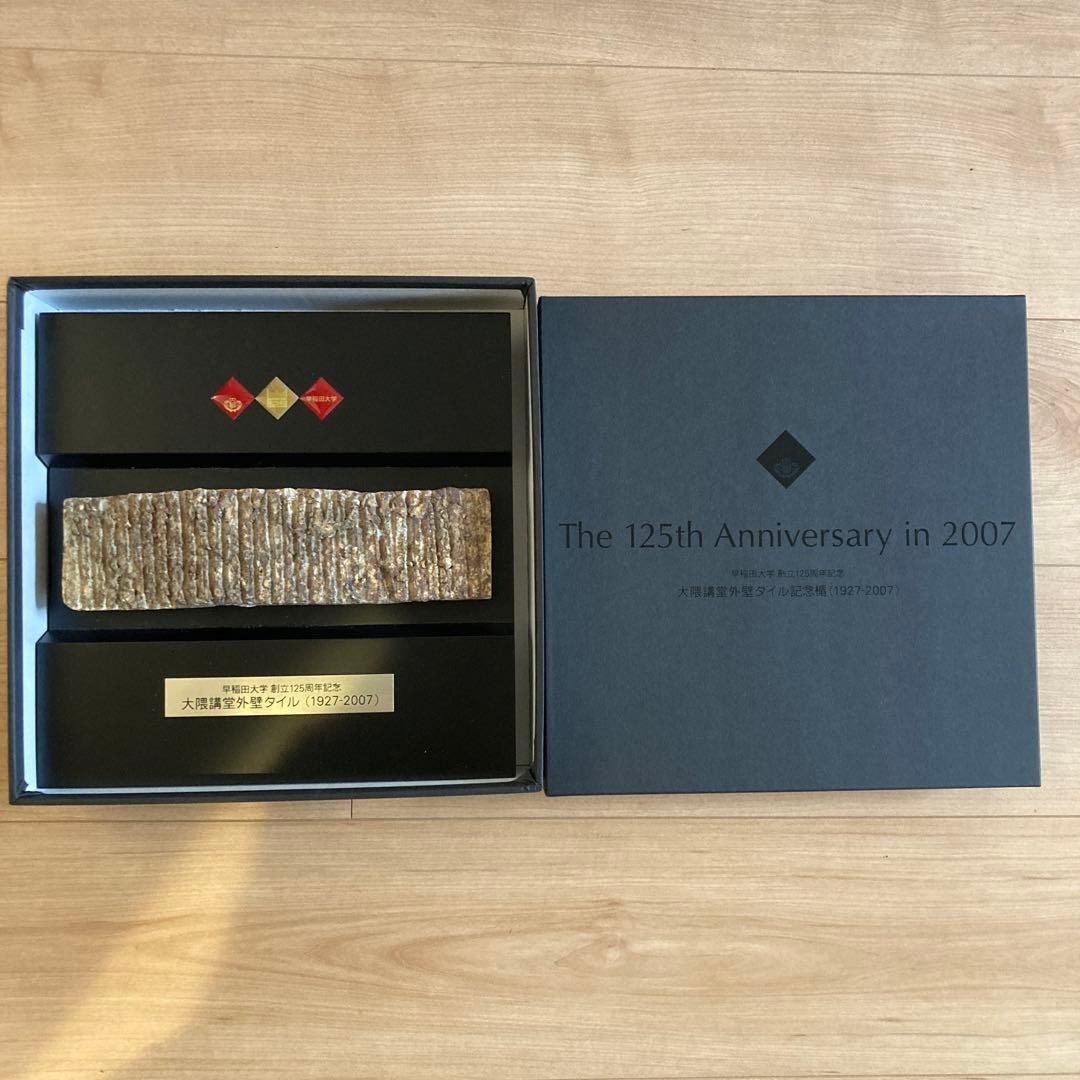 早稲田大学
早稲田大学 創立125周年記念
大隈講堂外壁タイル（1927-2007）
The 125th Anniversary in 2007
早稲田大学 創立125周年記念
大隈講堂外壁タイル記念楯（1927-2007）